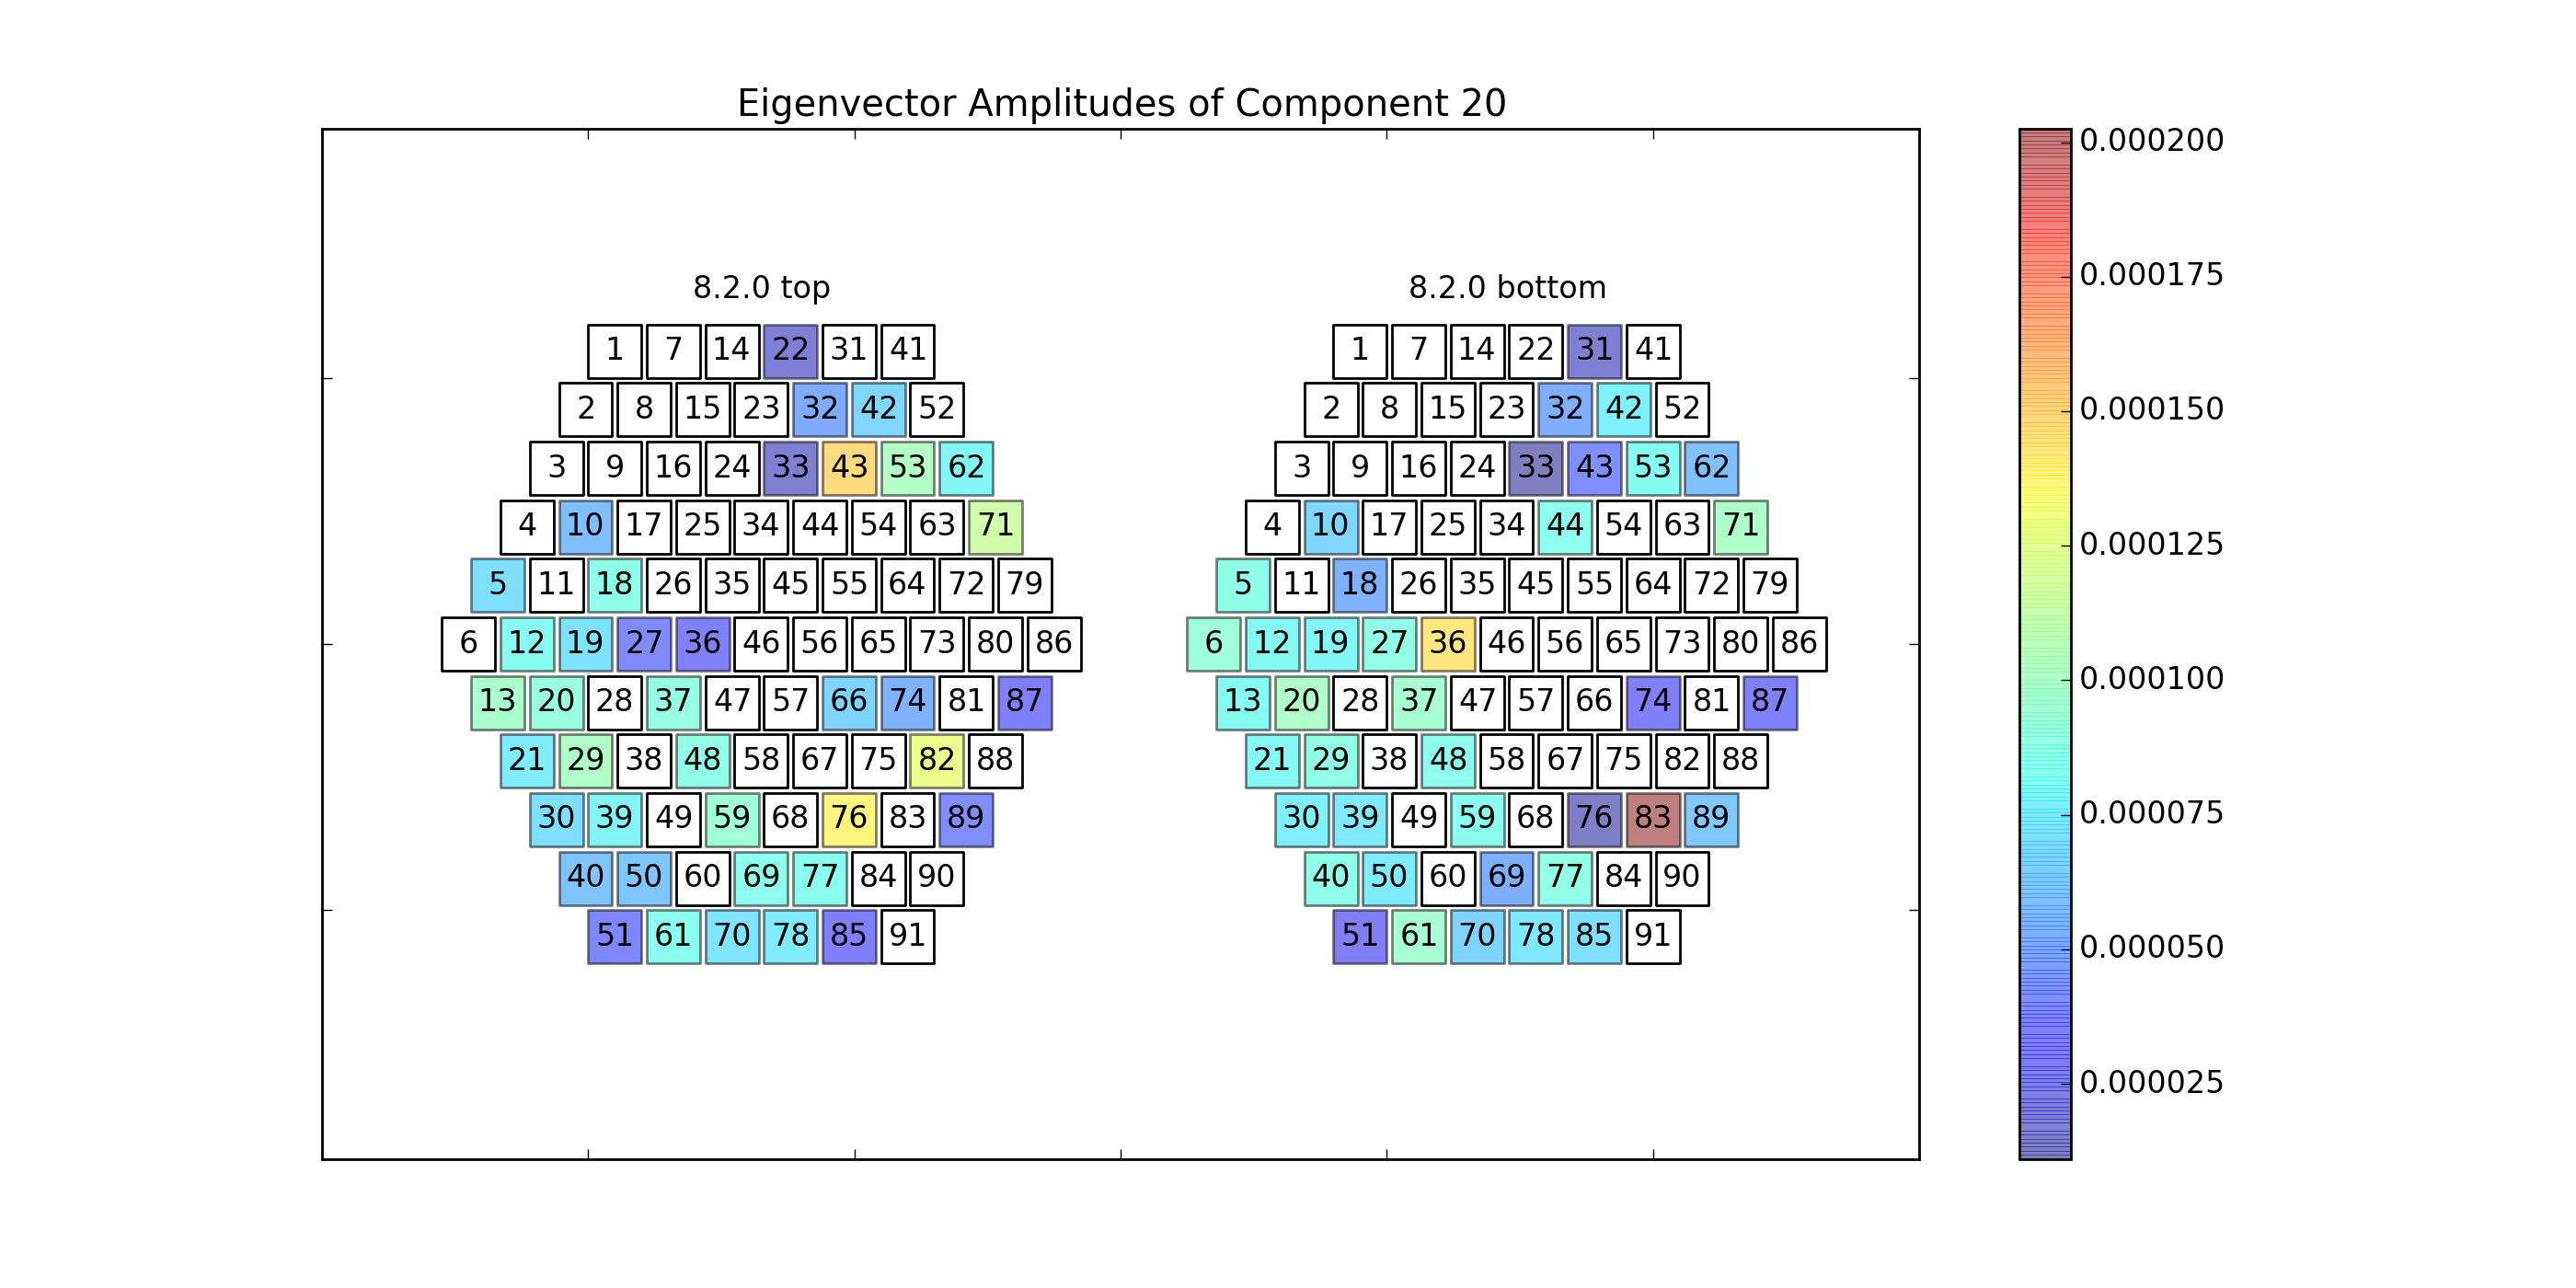 Eigenvector Amplitudes of Component 20
8.2.0 top
1 7 14 22 31 41
2 8 15 23 32 42 52
3 9 16 24 33 43 53 62
4 10 17 25 34 44 54 63 71
5 11 18 26 35 45 55 64 72 79
6 12 19 27 36 46 56 65 73 80 86
13 20 28 37 47 57 66 74 81 87
21 29 38 48 58 67 75 82 88
30 39 49 59 68 76 83 89
40 50 60 69 77 84 90
51 61 70 78 85 91
8.2.0 bottom
1 7 14 22 31 41
2 8 15 23 32 42 52
3 9 16 24 33 43 53 62
4 10 17 25 34 44 54 63 71
5 11 18 26 35 45 55 64 72 79
6 12 19 27 36 46 56 65 73 80 86
13 20 28 37 47 57 66 74 81 87
21 29 38 48 58 67 75 82 88
30 39 49 59 68 76 83 89
40 50 60 69 77 84 90
51 61 70 78 85 91
0.000200
0.000175
0.000150
0.000125
0.000100
0.000075
0.000050
0.000025